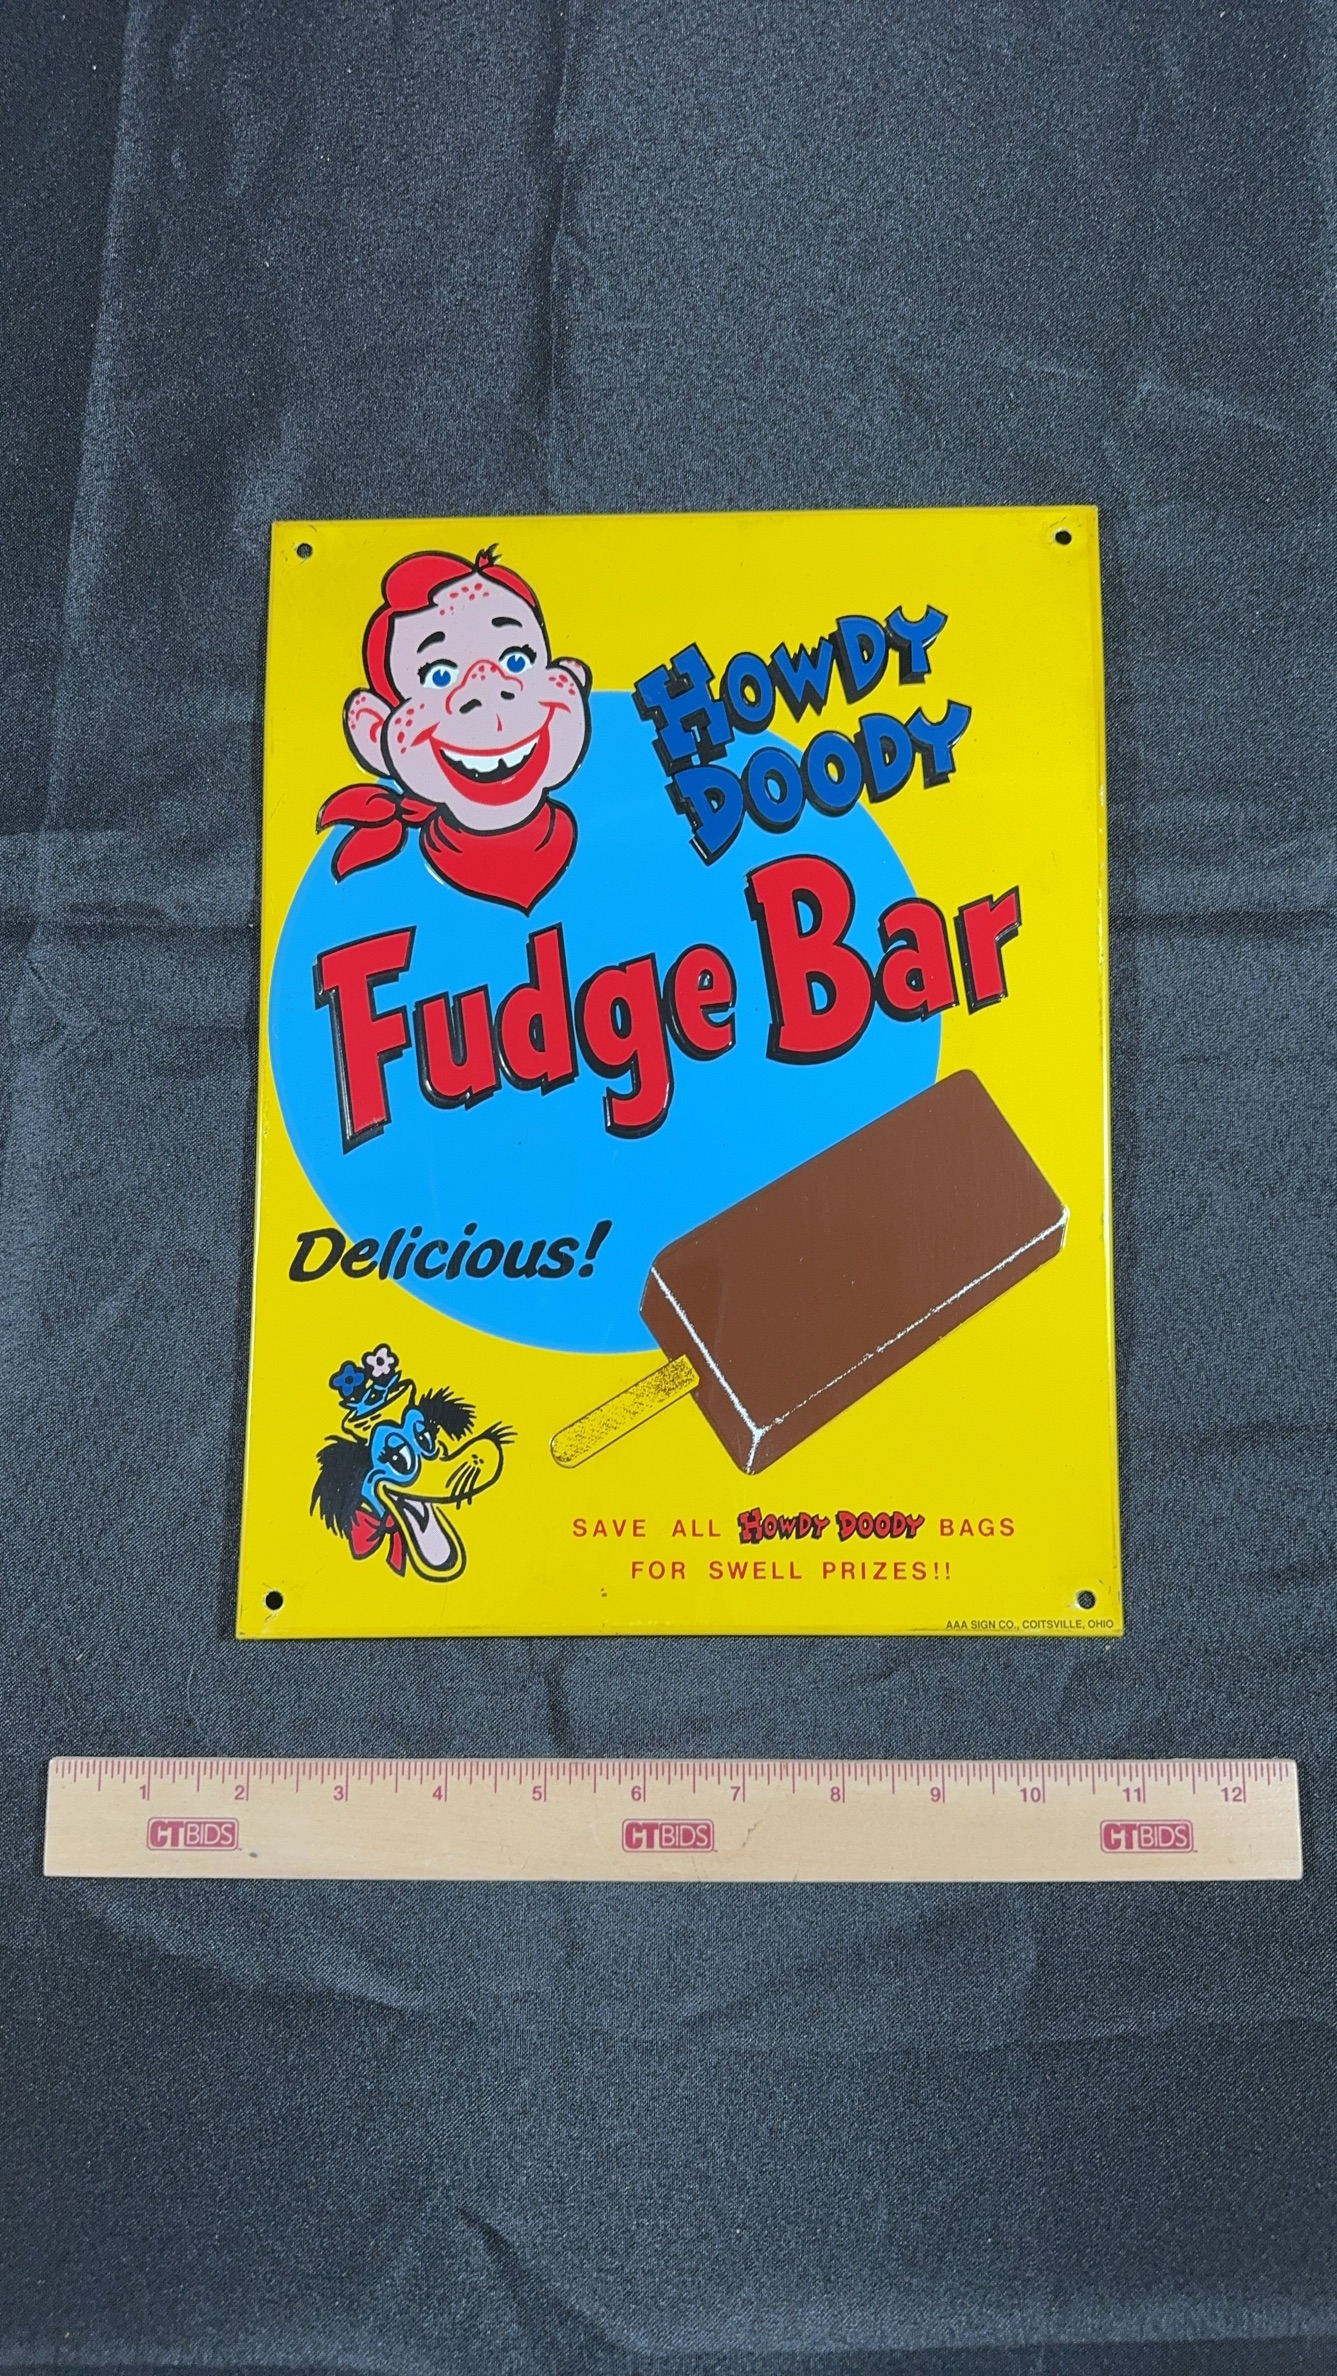 HOWDY
DOODY
Fudge Bar
Delicious!
SAVE ALL HOWDY DOODY BAGS
FOR SWELL PRIZES!!
AAA SIGN CO., COITSVILLE, OHIO
1 2 3 4 5 6 7 8 9 10 11 12
CTBIDS CTBIDS CTBIDS